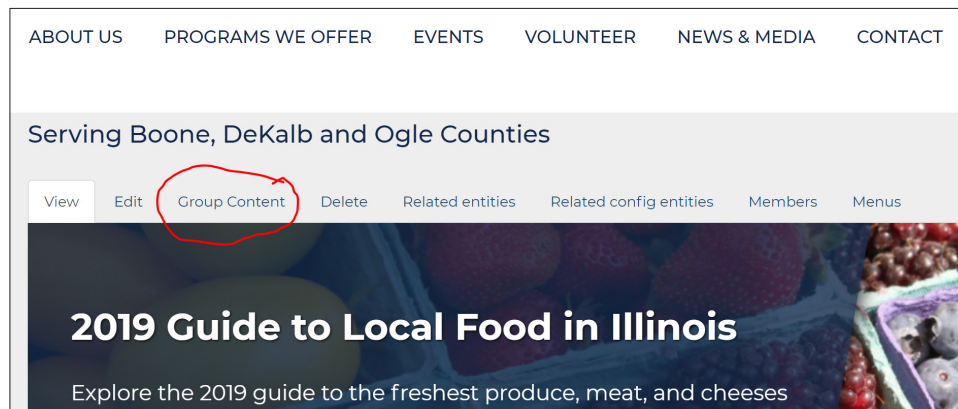 ABOUT US PROGRAMS WE OFFER EVENTS VOLUNTEER NEWS & MEDIA CONTACT
Serving Boone, DeKalb and Ogle Counties
View Edit Group Content Delete Related entities Related config entities Members Menus
2019 Guide to Local Food in Illinois
Explore the 2019 guide to the freshest produce, meat, and cheeses